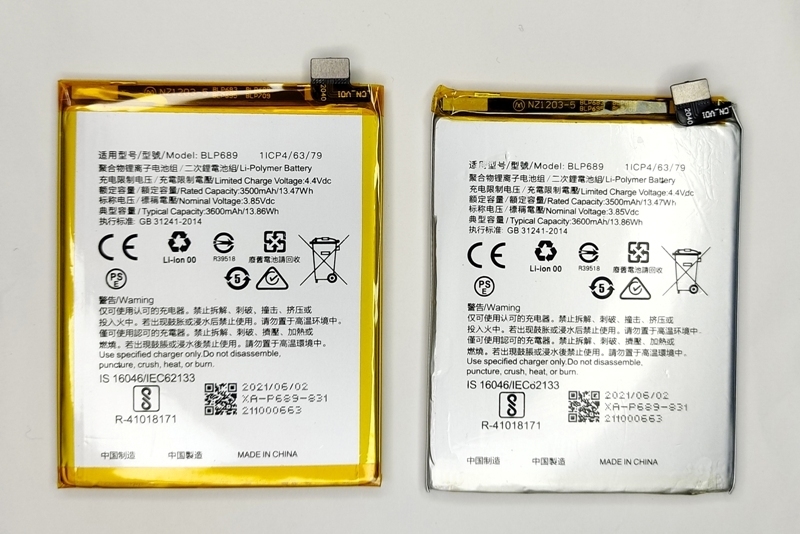 NZ1203-5 BLP683 BLP689 BLP709
2040
CN_V01
适用型号/型號/Model: BLP689 1ICP4/63/79
聚合物锂离子电池组/二次鋰電池組/Li-Polymer Battery
充电限制电压/充電限制電壓/Limited Charge Voltage:4.4Vdc
额定容量/額定容量/Rated Capacity:3500mAh/13.47Wh
标称电压/標稱電壓/Nominal Voltage:3.85Vdc
典型容量/Typical Capacity:3600mAh/13.86Wh
执行标准: GB 31241-2014
CE
Li-ion 00
R39518
廢舊電池請回收
PS E
5
警告/Warning
仅可使用认可的充电器。禁止拆解、刺破、撞击、挤压或
投入火中。若出现鼓胀或浸水后禁止使用。请勿置于高温环境中。
僅可使用認可的充電器。禁止拆解、刺破、擠壓、加熱或
燃燒。若出現鼓脹或浸水後禁止使用。請勿置于高溫環境中。
Use specified charger only.Do not disassemble,
puncture, crush, heat, or burn.
IS 16046/IEC62133
R-41018171
2021/06/02
XA-P689-831
211000663
中国制造 中國製造 MADE IN CHINA
NZ1203-5
2040
CN_V01
适用型号/型號/Model: BLP689 1ICP4/63/79
聚合物锂离子电池组/二次鋰電池組/Li-Polymer Battery
充电限制电压/充電限制電壓/Limited Charge Voltage:4.4Vdc
额定容量/額定容量/Rated Capacity:3500mAh/13.47Wh
标称电压/標稱電壓/Nominal Voltage:3.85Vdc
典型容量/Typical Capacity:3600mAh/13.86Wh
执行标准: GB 31241-2014
CE
Li-ion 00
R39518
廢舊電池請回收
PS E
5
警告/Warning
仅可使用认可的充电器。禁止拆解、刺破、撞击、挤压或
投入火中。若出现鼓胀或浸水后禁止使用。请勿置于高温环境中。
僅可使用認可的充電器。禁止拆解、刺破、擠壓、加熱或
燃燒。若出現鼓脹或浸水後禁止使用。請勿置于高溫環境中。
Use specified charger only.Do not disassemble,
puncture, crush, heat, or burn.
IS 16046/IEC62133
R-41018171
2021/06/02
XA-P689-831
211000663
中国制造 中國製造 MADE IN CHINA